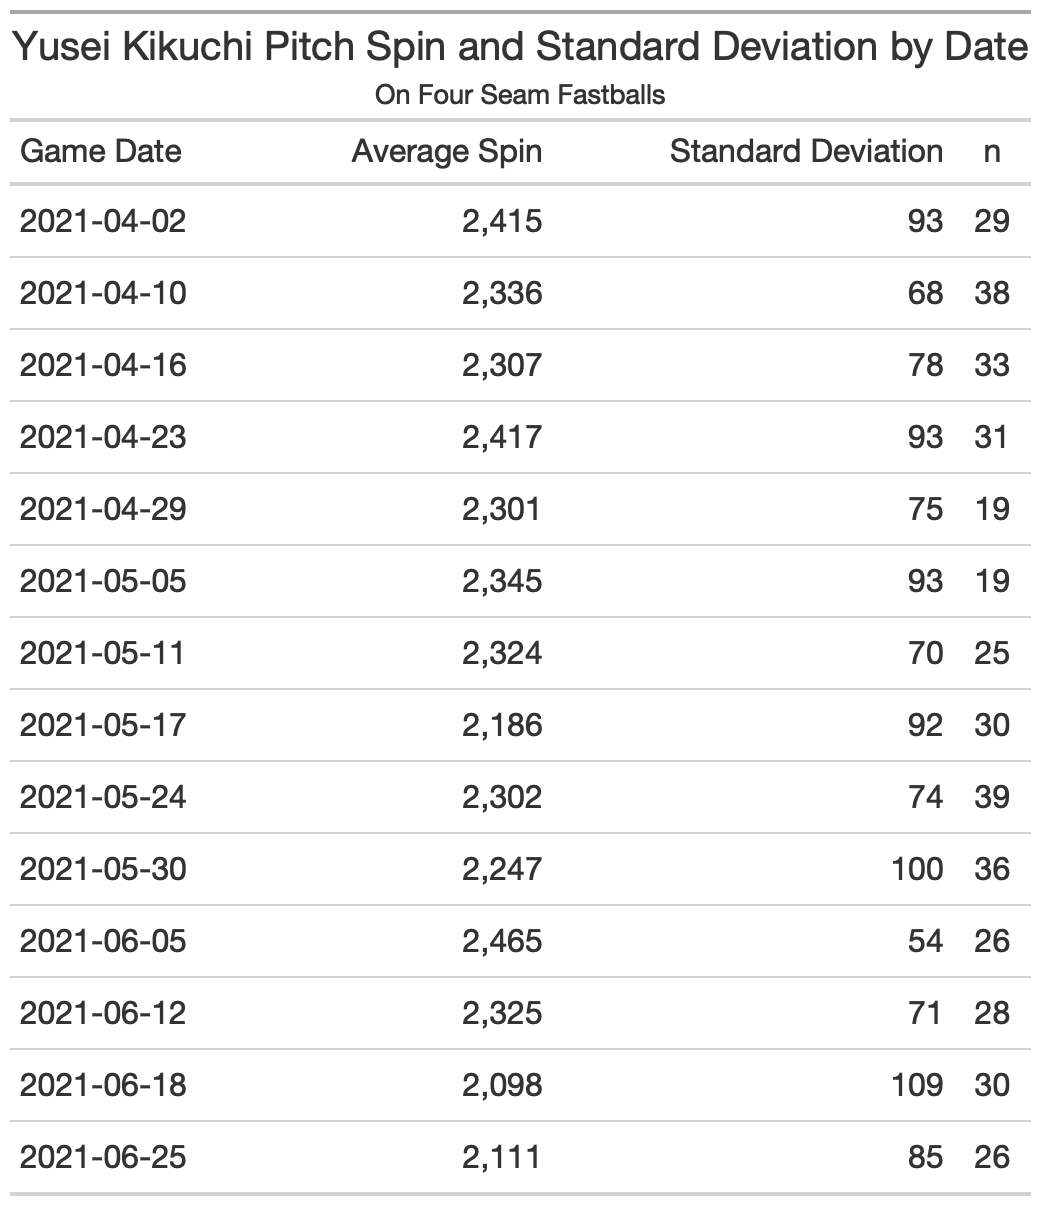 Yusei Kikuchi Pitch Spin and Standard Deviation by Date
On Four Seam Fastballs
Game Date Average Spin Standard Deviation n
2021-04-02 2,415 93 29
2021-04-10 2,336 68 38
2021-04-16 2,307 78 33
2021-04-23 2,417 93 31
2021-04-29 2,301 75 19
2021-05-05 2,345 93 19
2021-05-11 2,324 70 25
2021-05-17 2,186 92 30
2021-05-24 2,302 74 39
2021-05-30 2,247 100 36
2021-06-05 2,465 54 26
2021-06-12 2,325 71 28
2021-06-18 2,098 109 30
2021-06-25 2,111 85 26